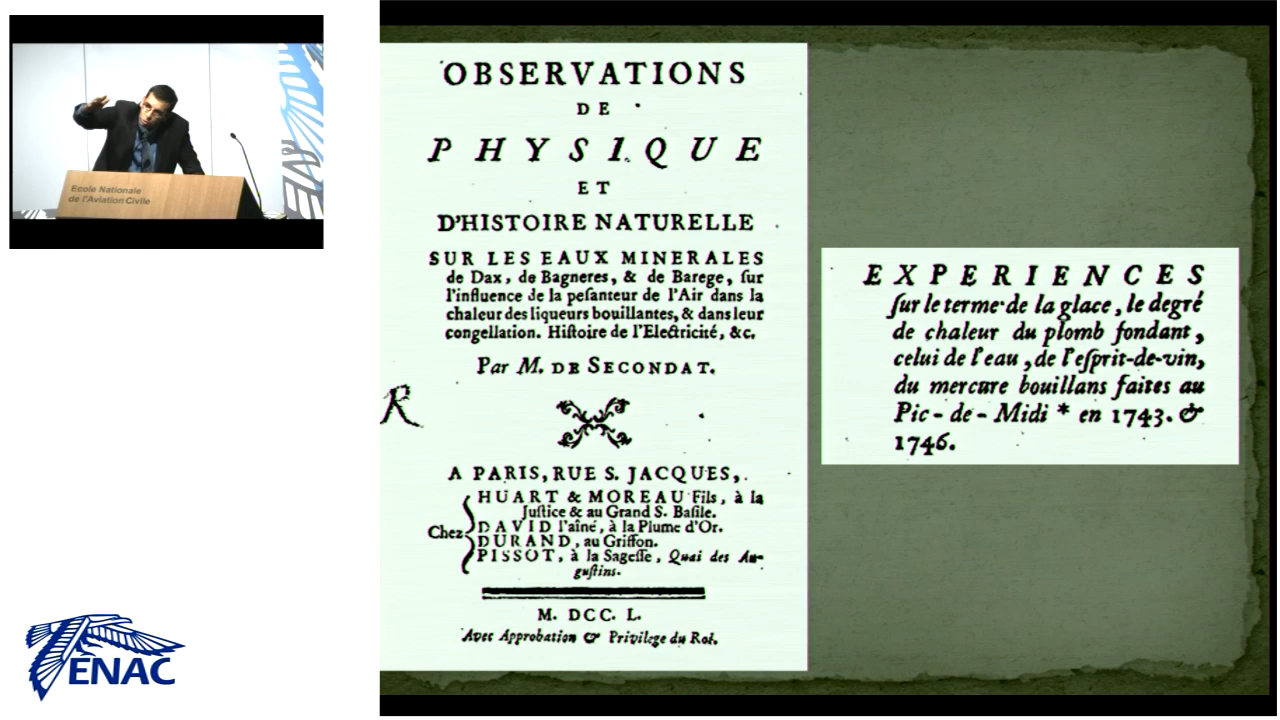 Ecole Nationale
de l'Aviation Civile
ENAC
OBSERVATIONS
DE
PHYSIQUE
ET
D'HISTOIRE NATURELLE
SUR LES EAUX MINERALES
de Dax, de Bagneres, & de Barege, ſur
l'influence de la peſanteur de l'Air dans la
chaleur des liqueurs bouillantes, & dans leur
congellation. Hiſtoire de l'Electricité, &c.
Par M. DE SECONDAT.
R
A PARIS, RUE S. JACQUES,
Chez
HUART & MOREAU Fils, à la
Juſtice & au Grand S. Baſile.
DAVID l'aîné, à la Plume d'Or.
DURAND, au Griffon.
PISSOT, à la Sageſſe, Quai des Au-
guſtins.
M. DCC. L.
Avec Approbation & Privilege du Roi.
EXPERIENCES
ſur le terme de la glace, le degré
de chaleur du plomb fondant,
celui de l'eau, de l'eſprit-de-vin,
du mercure bouillans faites au
Pic-de-Midi * en 1743. &
1746.